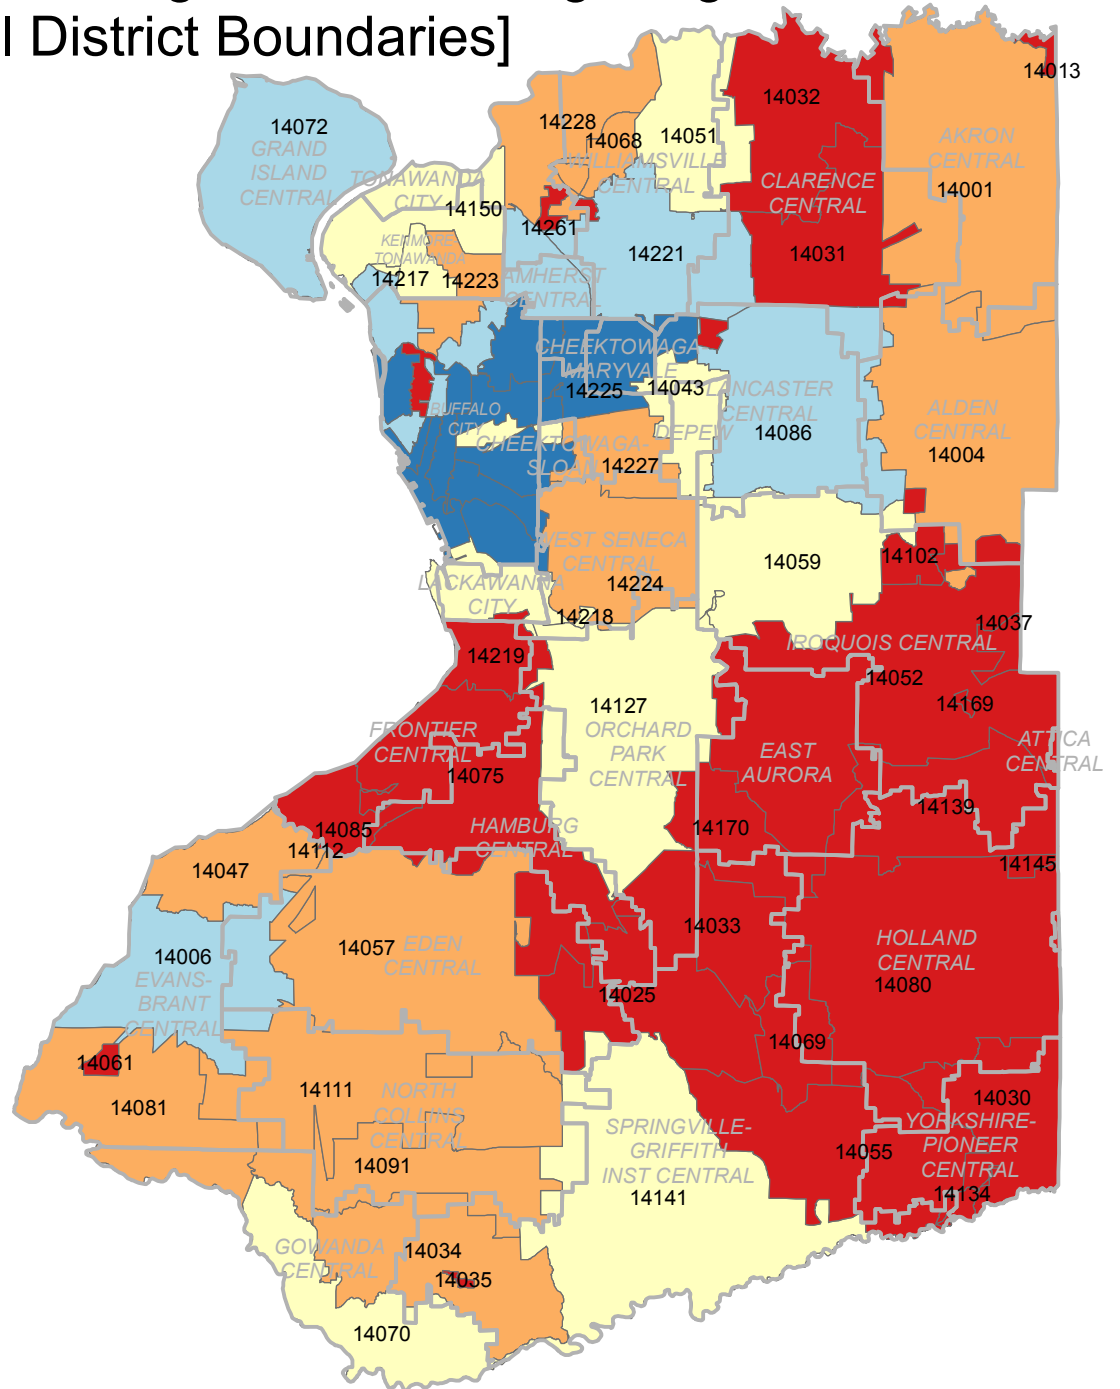 l District Boundaries]
14013
14032
14072
14228
14068
14051
GRAND
ISLAND
CENTRAL
AKRON
CENTRAL
WILLIAMSVILLE
CENTRAL
TONAWANDA
CITY
CLARENCE
CENTRAL
14001
14150
14261
KENMORE
TONAWANDA
14221
14031
14217
14223
AMHERST
CENTRAL
CHEEKTOWAGA
MARYVALE
14225
14043
LANCASTER
CENTRAL
14086
BUFFALO
CITY
ALDEN
CENTRAL
14004
CHEEKTOWAGA-
SLOAN
DEPEW
14227
WEST SENECA
CENTRAL
14224
14059
14102
LACKAWANNA
CITY
14218
14037
IROQUOIS CENTRAL
14219
14052
14169
14127
FRONTIER
CENTRAL
ORCHARD
PARK
CENTRAL
ATTICA
CENTRAL
EAST
AURORA
14075
14139
14085
HAMBURG
CENTRAL
14170
14112
14047
14145
14033
14006
14057
EDEN
CENTRAL
HOLLAND
CENTRAL
14080
EVANS-
BRANT
CENTRAL
14025
14069
14061
14111
14081
NORTH
COLLINS
CENTRAL
14030
YORKSHIRE-
PIONEER
CENTRAL
SPRINGVILLE-
GRIFFITH
INST CENTRAL
14141
14055
14091
14134
GOWANDA
CENTRAL
14034
14035
14070